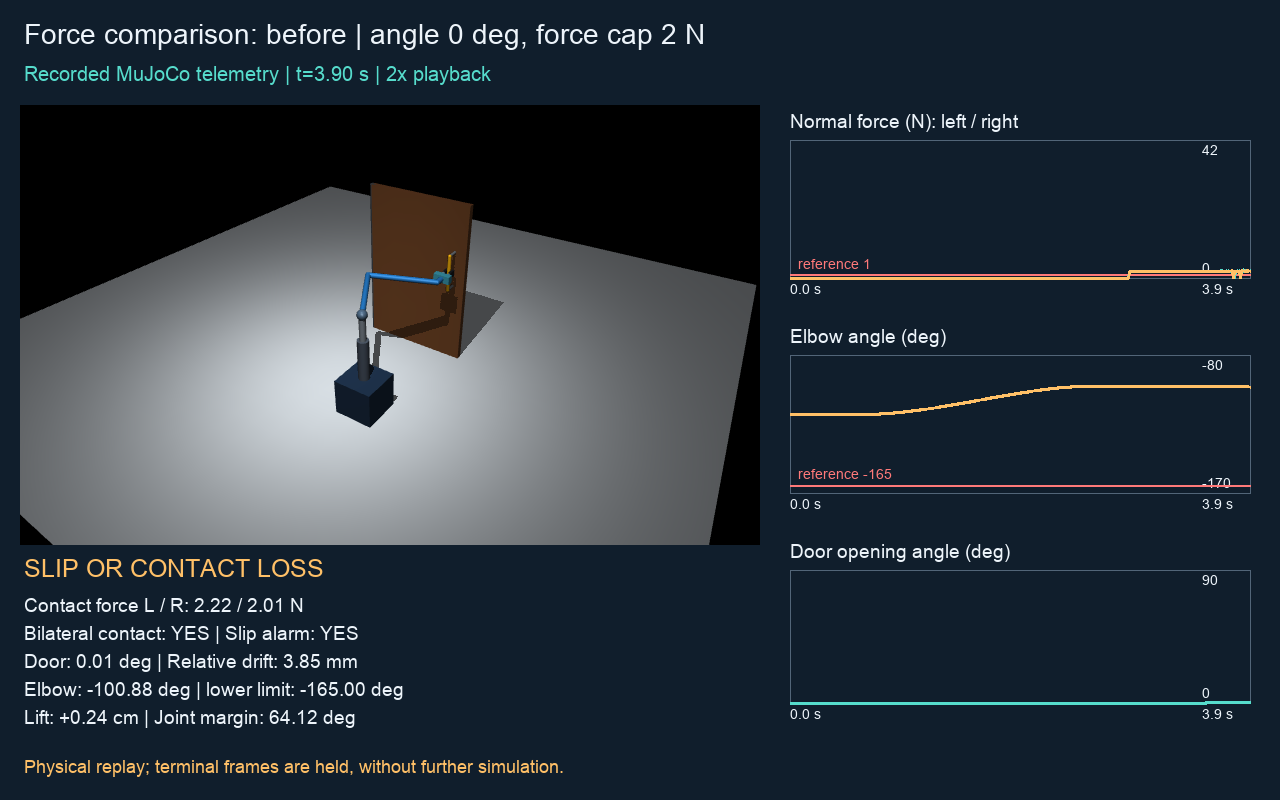 Force comparison: before | angle 0 deg, force cap 2 N
Recorded MuJoCo telemetry | t=3.90 s | 2x playback
Normal force (N): left / right
42
reference 1
0
0.0 s
3.9 s
Elbow angle (deg)
-80
reference -165
-170
0.0 s
3.9 s
Door opening angle (deg)
90
0
0.0 s
3.9 s
SLIP OR CONTACT LOSS
Contact force L / R: 2.22 / 2.01 N
Bilateral contact: YES | Slip alarm: YES
Door: 0.01 deg | Relative drift: 3.85 mm
Elbow: -100.88 deg | lower limit: -165.00 deg
Lift: +0.24 cm | Joint margin: 64.12 deg
Physical replay; terminal frames are held, without further simulation.